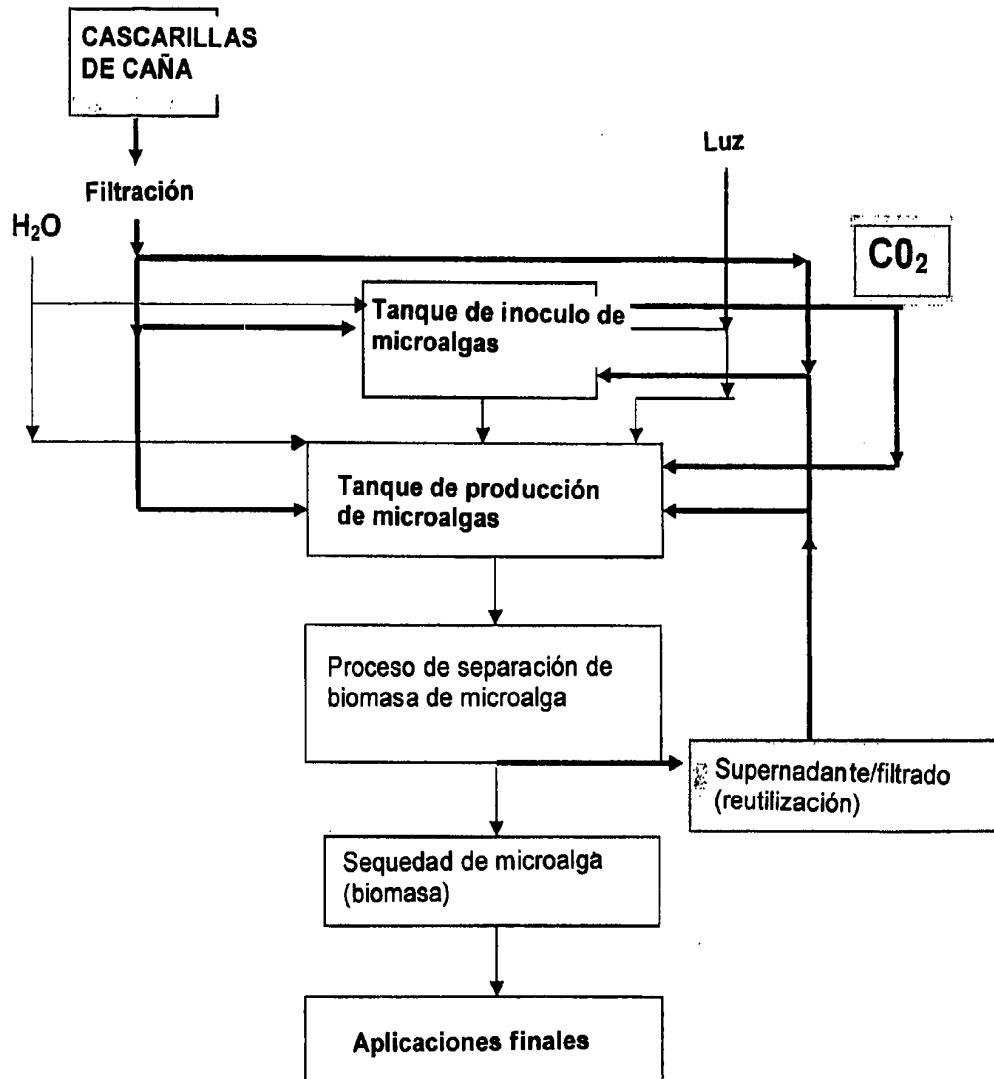 CASCARILLAS
DE CAÑA
Luz
Filtración
H₂O
C0₂
Tanque de inoculo de
microalgas
Tanque de producción
de microalgas
Proceso de separación de
biomasa de microalga
Supernadante/filtrado
(reutilización)
Sequedad de microalga
(biomasa)
Aplicaciones finales